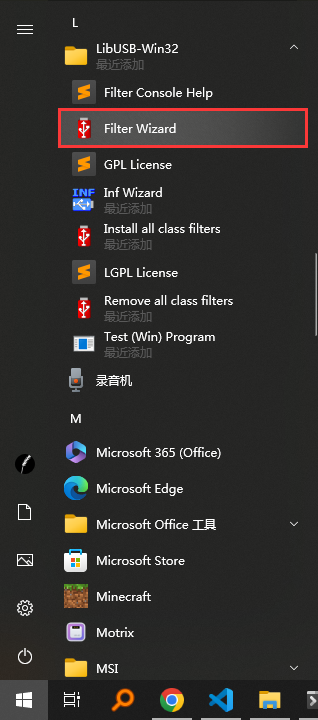 L
LibUSB-Win32
最近添加
Filter Console Help
Filter Wizard
GPL License
INF
Inf Wizard
最近添加
Install all class filters
最近添加
LGPL License
Remove all class filters
最近添加
Test (Win) Program
最近添加
录音机
M
Microsoft 365 (Office)
Microsoft Edge
Microsoft Office 工具
Microsoft Store
Minecraft
Motrix
MSI